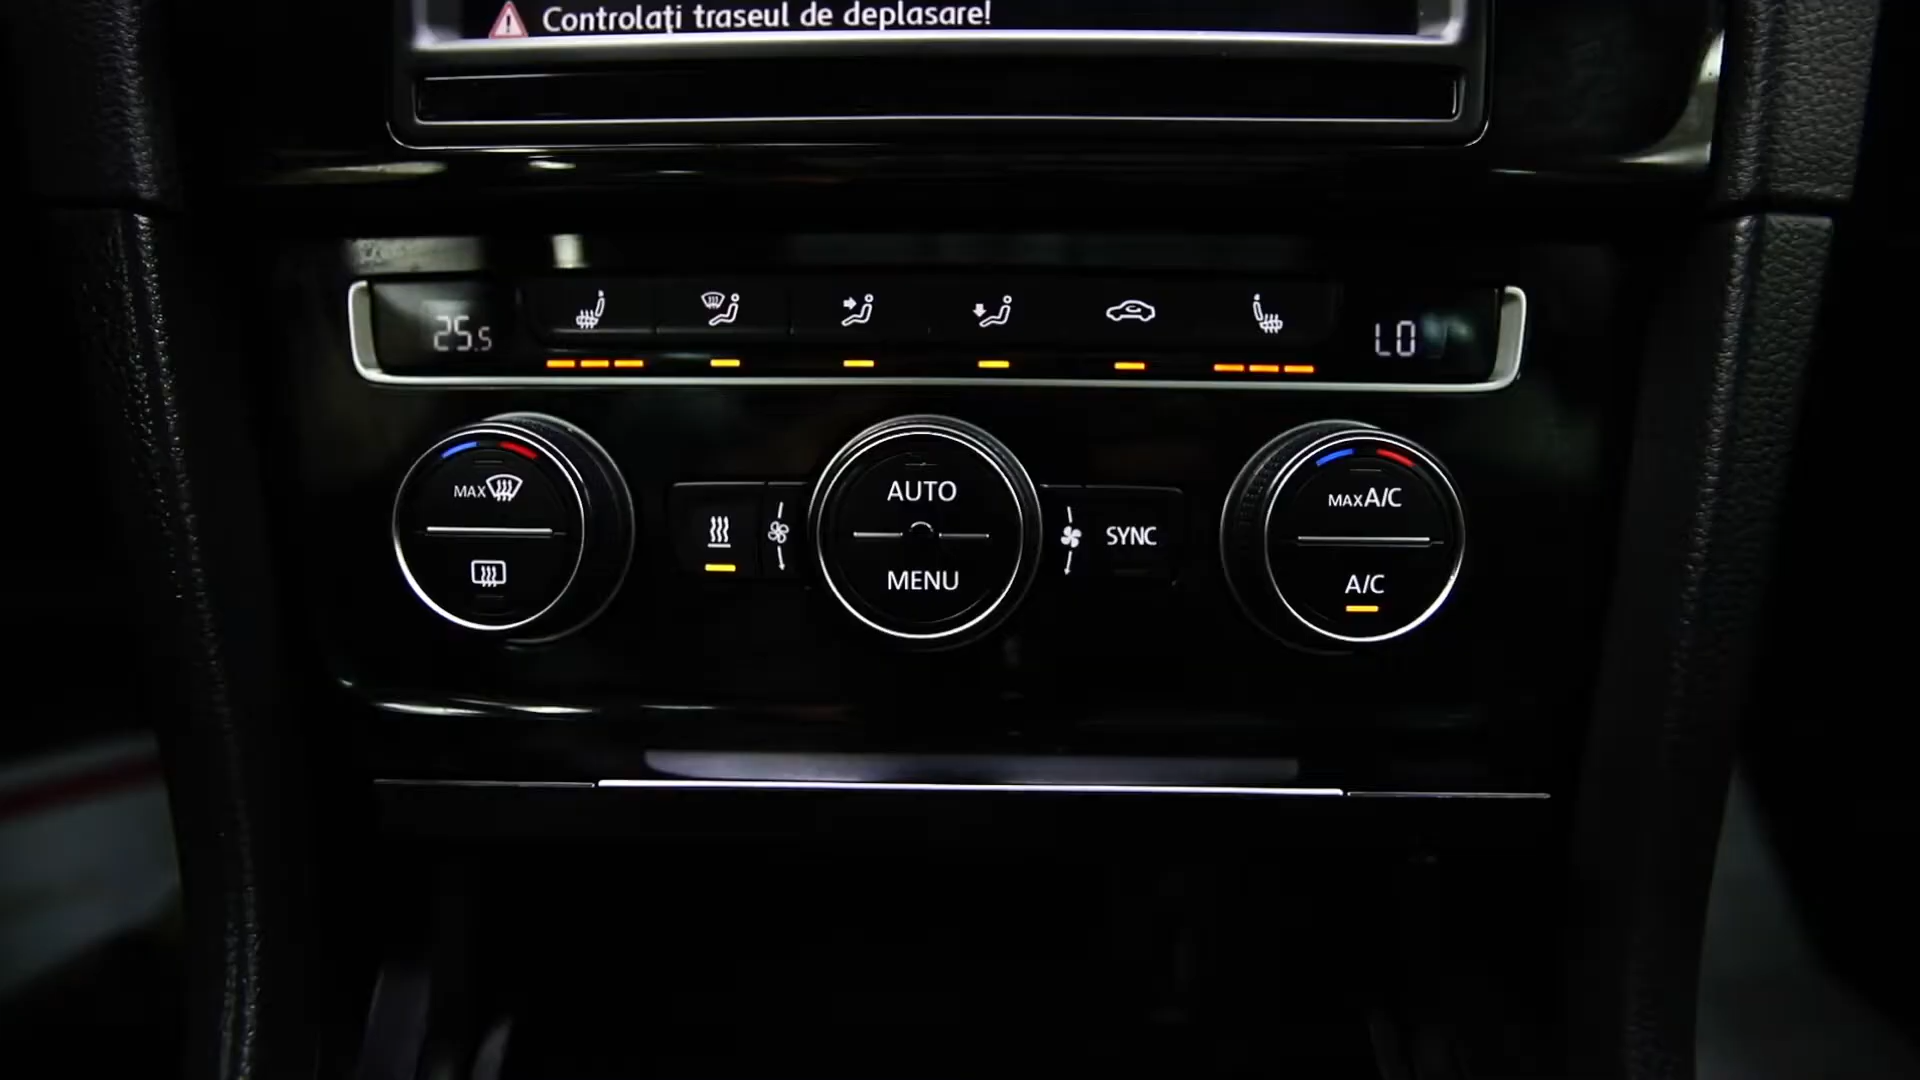 Controlați traseul de deplasare!
25.5
LO
MAX
AUTO
MENU
SYNC
MAX A/C
A/C